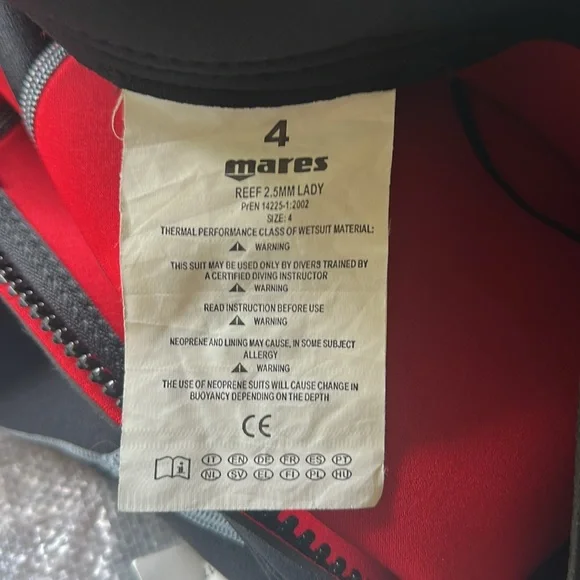 4
mares
REEF 2.5MM LADY
PrEN 14225-1:2002
SIZE: 4
THERMAL PERFORMANCE CLASS OF WETSUIT MATERIAL:
WARNING
THIS SUIT MAY BE USED ONLY BY DIVERS TRAINED BY
A CERTIFIED DIVING INSTRUCTOR
WARNING
READ INSTRUCTION BEFORE USE
WARNING
NEOPRENE AND LINING MAY CAUSE, IN SOME SUBJECT
ALLERGY
WARNING
THE USE OF NEOPRENE SUITS WILL CAUSE CHANGE IN
BUOYANCY DEPENDING ON THE DEPTH
CE
i IT EN DE FR ES PT
NL SV EL FI PL HU